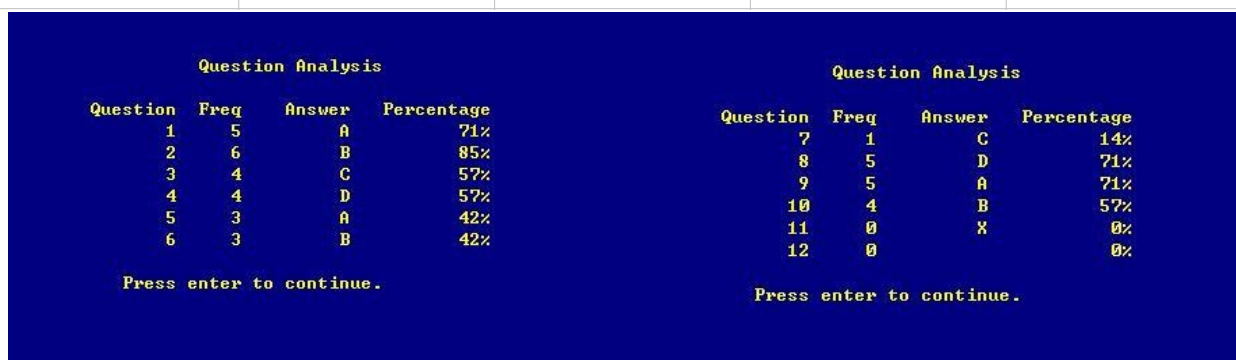 Question Analysis
Question Freq Answer Percentage
1 5 A 71%
2 6 B 85%
3 4 C 57%
4 4 D 57%
5 3 A 42%
6 3 B 42%
Press enter to continue.
Question Analysis
Question Freq Answer Percentage
7 1 C 14%
8 5 D 71%
9 5 A 71%
10 4 B 57%
11 0 X 0%
12 0 0%
Press enter to continue.